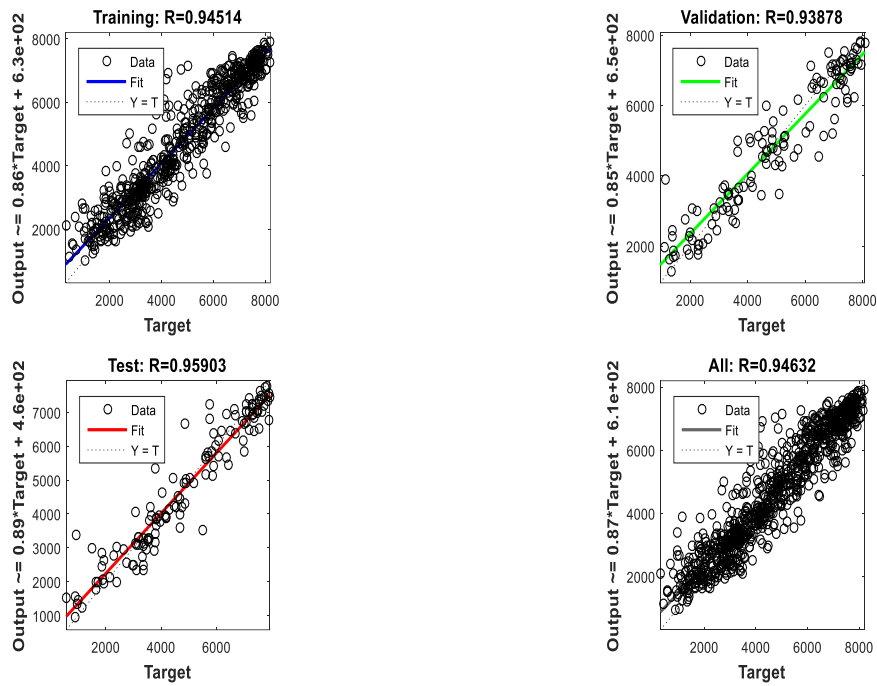 Training: R=0.94514
Output ~= 0.86*Target + 6.3e+02
8000
6000
4000
2000
Data
Fit
Y = T
2000 4000 6000 8000
Target
Validation: R=0.93878
Output ~= 0.85*Target + 6.5e+02
8000
6000
4000
2000
Data
Fit
Y = T
2000 4000 6000 8000
Target
Test: R=0.95903
Output ~= 0.89*Target + 4.6e+02
7000
6000
5000
4000
3000
2000
1000
Data
Fit
Y = T
2000 4000 6000
Target
All: R=0.94632
Output ~= 0.87*Target + 6.1e+02
8000
6000
4000
2000
Data
Fit
Y = T
2000 4000 6000 8000
Target